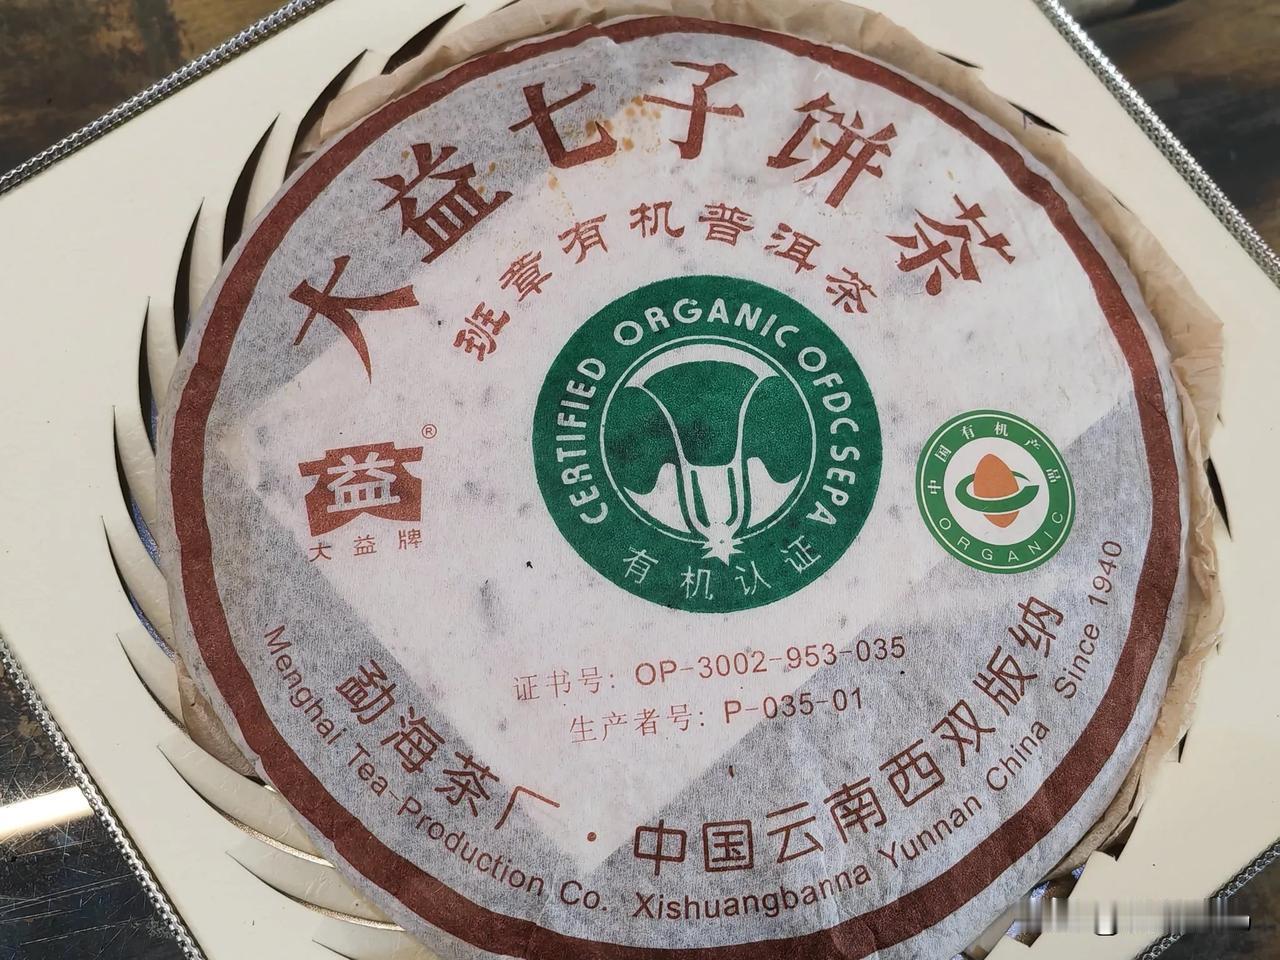 大益七子饼茶
班章有机普洱茶
CERTIFIED ORGANIC OFDC SEPA
有机认证
中国有机产品
ORGANIC
益®
大益牌
证书号：OP-3002-953-035
生产者号：P-035-01
勐海茶厂·中国云南西双版纳
Menghai Tea-Production Co. Xishuangbanna Yunnan China Since 1940